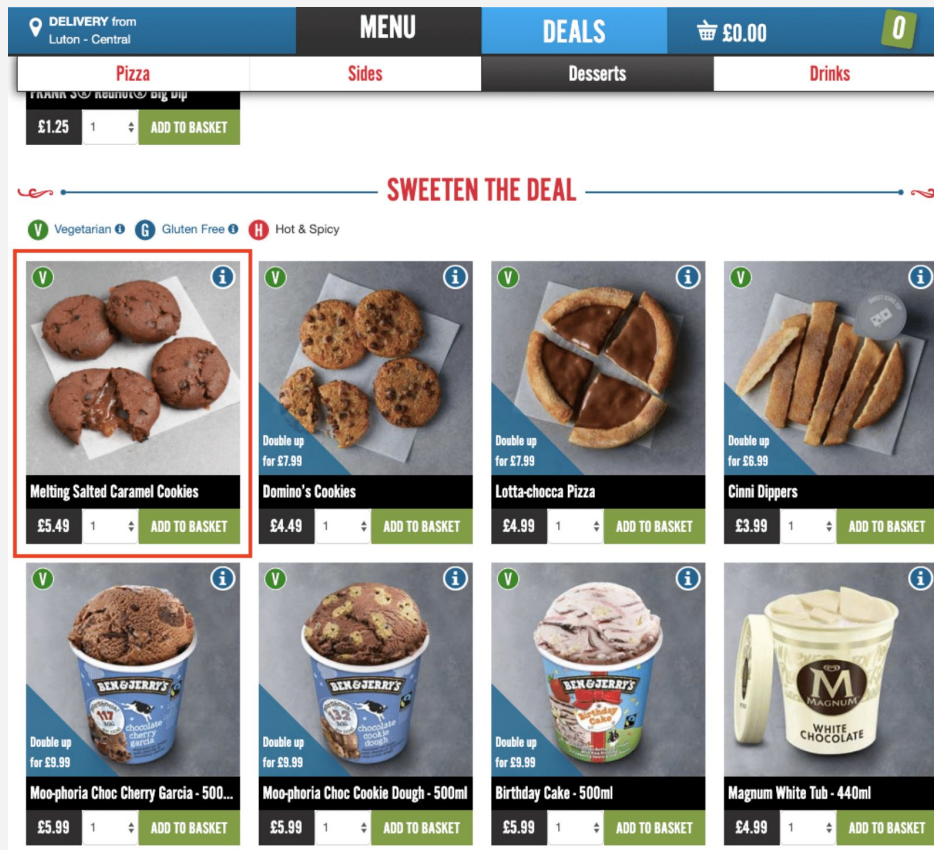 DELIVERY from
Luton - Central
MENU
DEALS
£0.00
0
Pizza
Sides
Desserts
Drinks
FRANK'S® RedHot® Big Dip
£1.25 1 ADD TO BASKET
SWEETEN THE DEAL
V Vegetarian i G Gluten Free i H Hot & Spicy
V i
V i
Double up
for £7.99
V i
Double up
for £7.99
V i
Double up
for £6.99
Melting Salted Caramel Cookies
Domino's Cookies
Lotta-chocca Pizza
Cinni Dippers
£5.49 1 ADD TO BASKET
£4.49 1 ADD TO BASKET
£4.99 1 ADD TO BASKET
£3.99 1 ADD TO BASKET
V i
BEN & JERRY'S
117
chocolate
cherry
garcia
Double up
for £9.99
V i
BEN & JERRY'S
132
chocolate
cookie
dough
Double up
for £9.99
V i
BEN & JERRY'S
Birthday
Cake
Double up
for £9.99
i
M
MAGNUM
WHITE
CHOCOLATE
Moo-phoria Choc Cherry Garcia - 500...
Moo-phoria Choc Cookie Dough - 500ml
Birthday Cake - 500ml
Magnum White Tub - 440ml
£5.99 1 ADD TO BASKET
£5.99 1 ADD TO BASKET
£5.99 1 ADD TO BASKET
£4.99 1 ADD TO BASKET